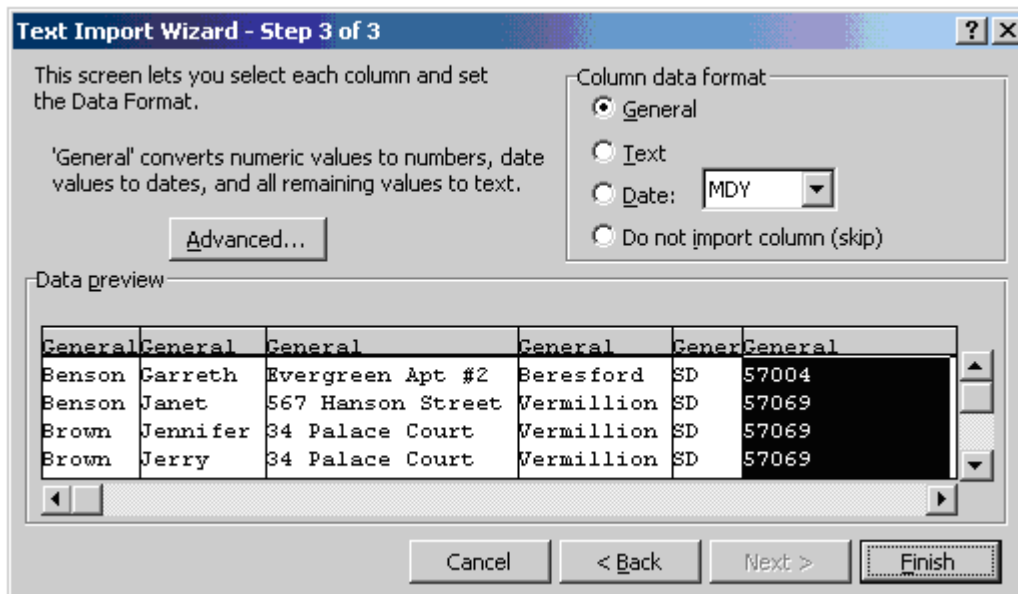 Text Import Wizard - Step 3 of 3
This screen lets you select each column and set
the Data Format.
'General' converts numeric values to numbers, date
values to dates, and all remaining values to text.
Advanced...
Column data format
General
Text
Date: MDY
Do not import column (skip)
Data preview
General General General General Gener General
Benson Garreth Evergreen Apt #2 Beresford SD 57004
Benson Janet 567 Hanson Street Vermillion SD 57069
Brown Jennifer 34 Palace Court Vermillion SD 57069
Brown Jerry 34 Palace Court Vermillion SD 57069
Cancel < Back Next > Finish